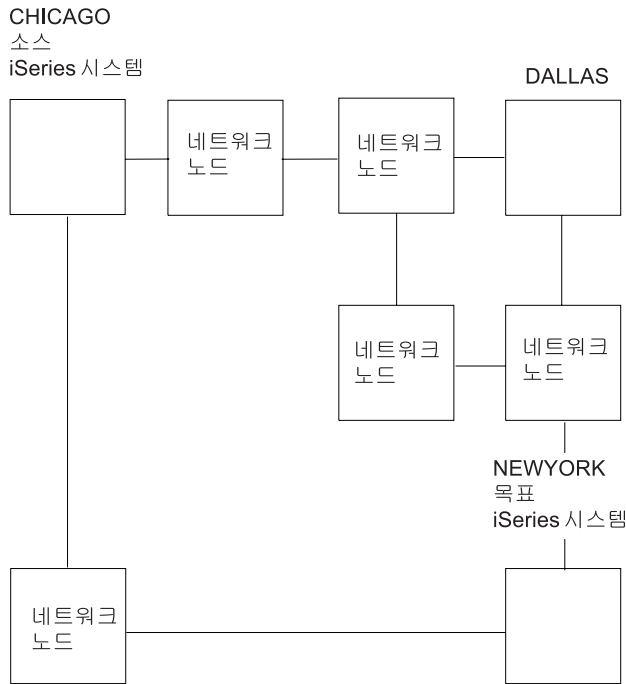 CHICAGO
소스
iSeries 시스템
DALLAS
네트워크
노드
네트워크
노드
네트워크
노드
네트워크
노드
NEWYORK
목표
iSeries 시스템
네트워크
노드